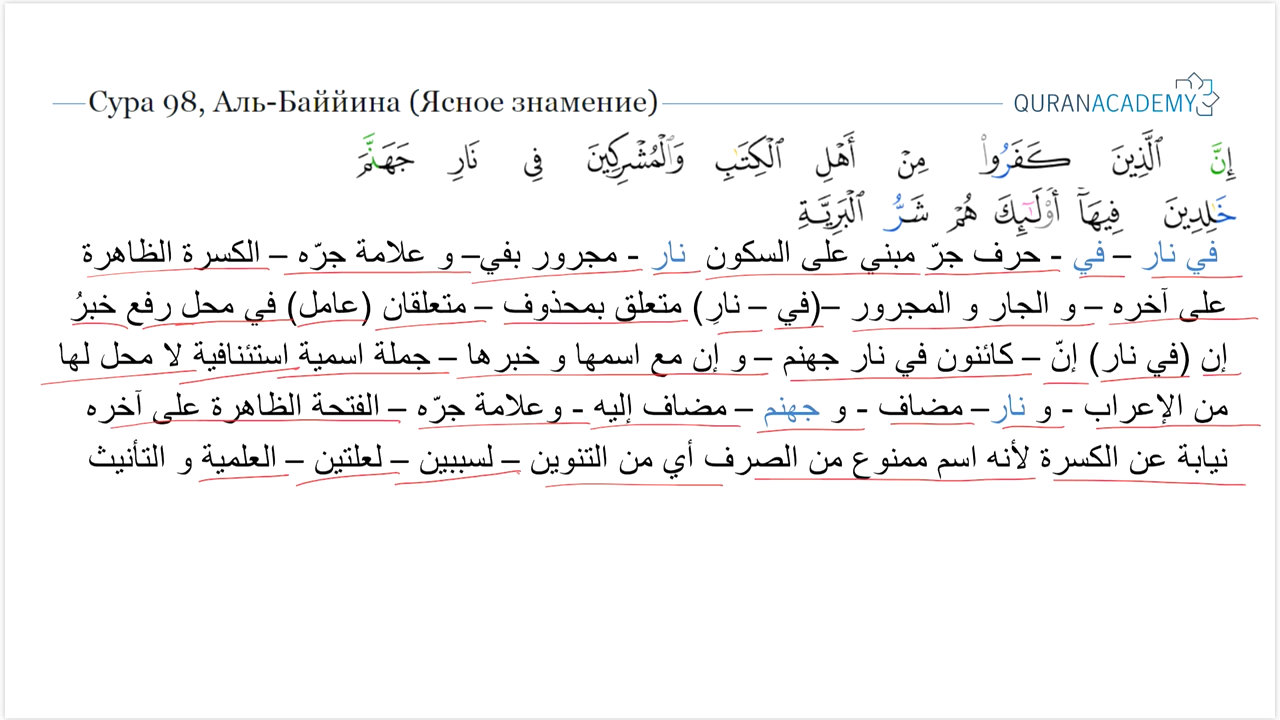 Сура 98, Аль-Баййина (Ясное знамение)
QURANACADEMY
إِنَّ الَّذِينَ كَفَرُوا۟ مِنْ أَهْلِ الْكِتَـٰبِ وَالْمُشْرِكِينَ فِى نَارِ جَهَنَّمَ
خَـٰلِدِينَ فِيهَآ أُو۟لَـٰٓئِكَ هُمْ شَرُّ الْبَرِيَّةِ
في نار – في - حرف جرّ مبني على السكون نار - مجرور بفي– و علامة جرّه – الكسرة الظاهرة
على آخره – و الجار و المجرور –(في – نارِ) متعلق بمحذوف – متعلقان (عامل) في محل رفع خبرُ
إن (في نار) إنّ – كائنون في نار جهنم – و إن مع اسمها و خبرها – جملة اسمية استئنافية لا محل لها
من الإعراب - و نار– مضاف - و جهنم – مضاف إليه - وعلامة جرّه – الفتحة الظاهرة على آخره
نيابة عن الكسرة لأنه اسم ممنوع من الصرف أي من التنوين – لسببين – لعلتين – العلمية و التأنيث